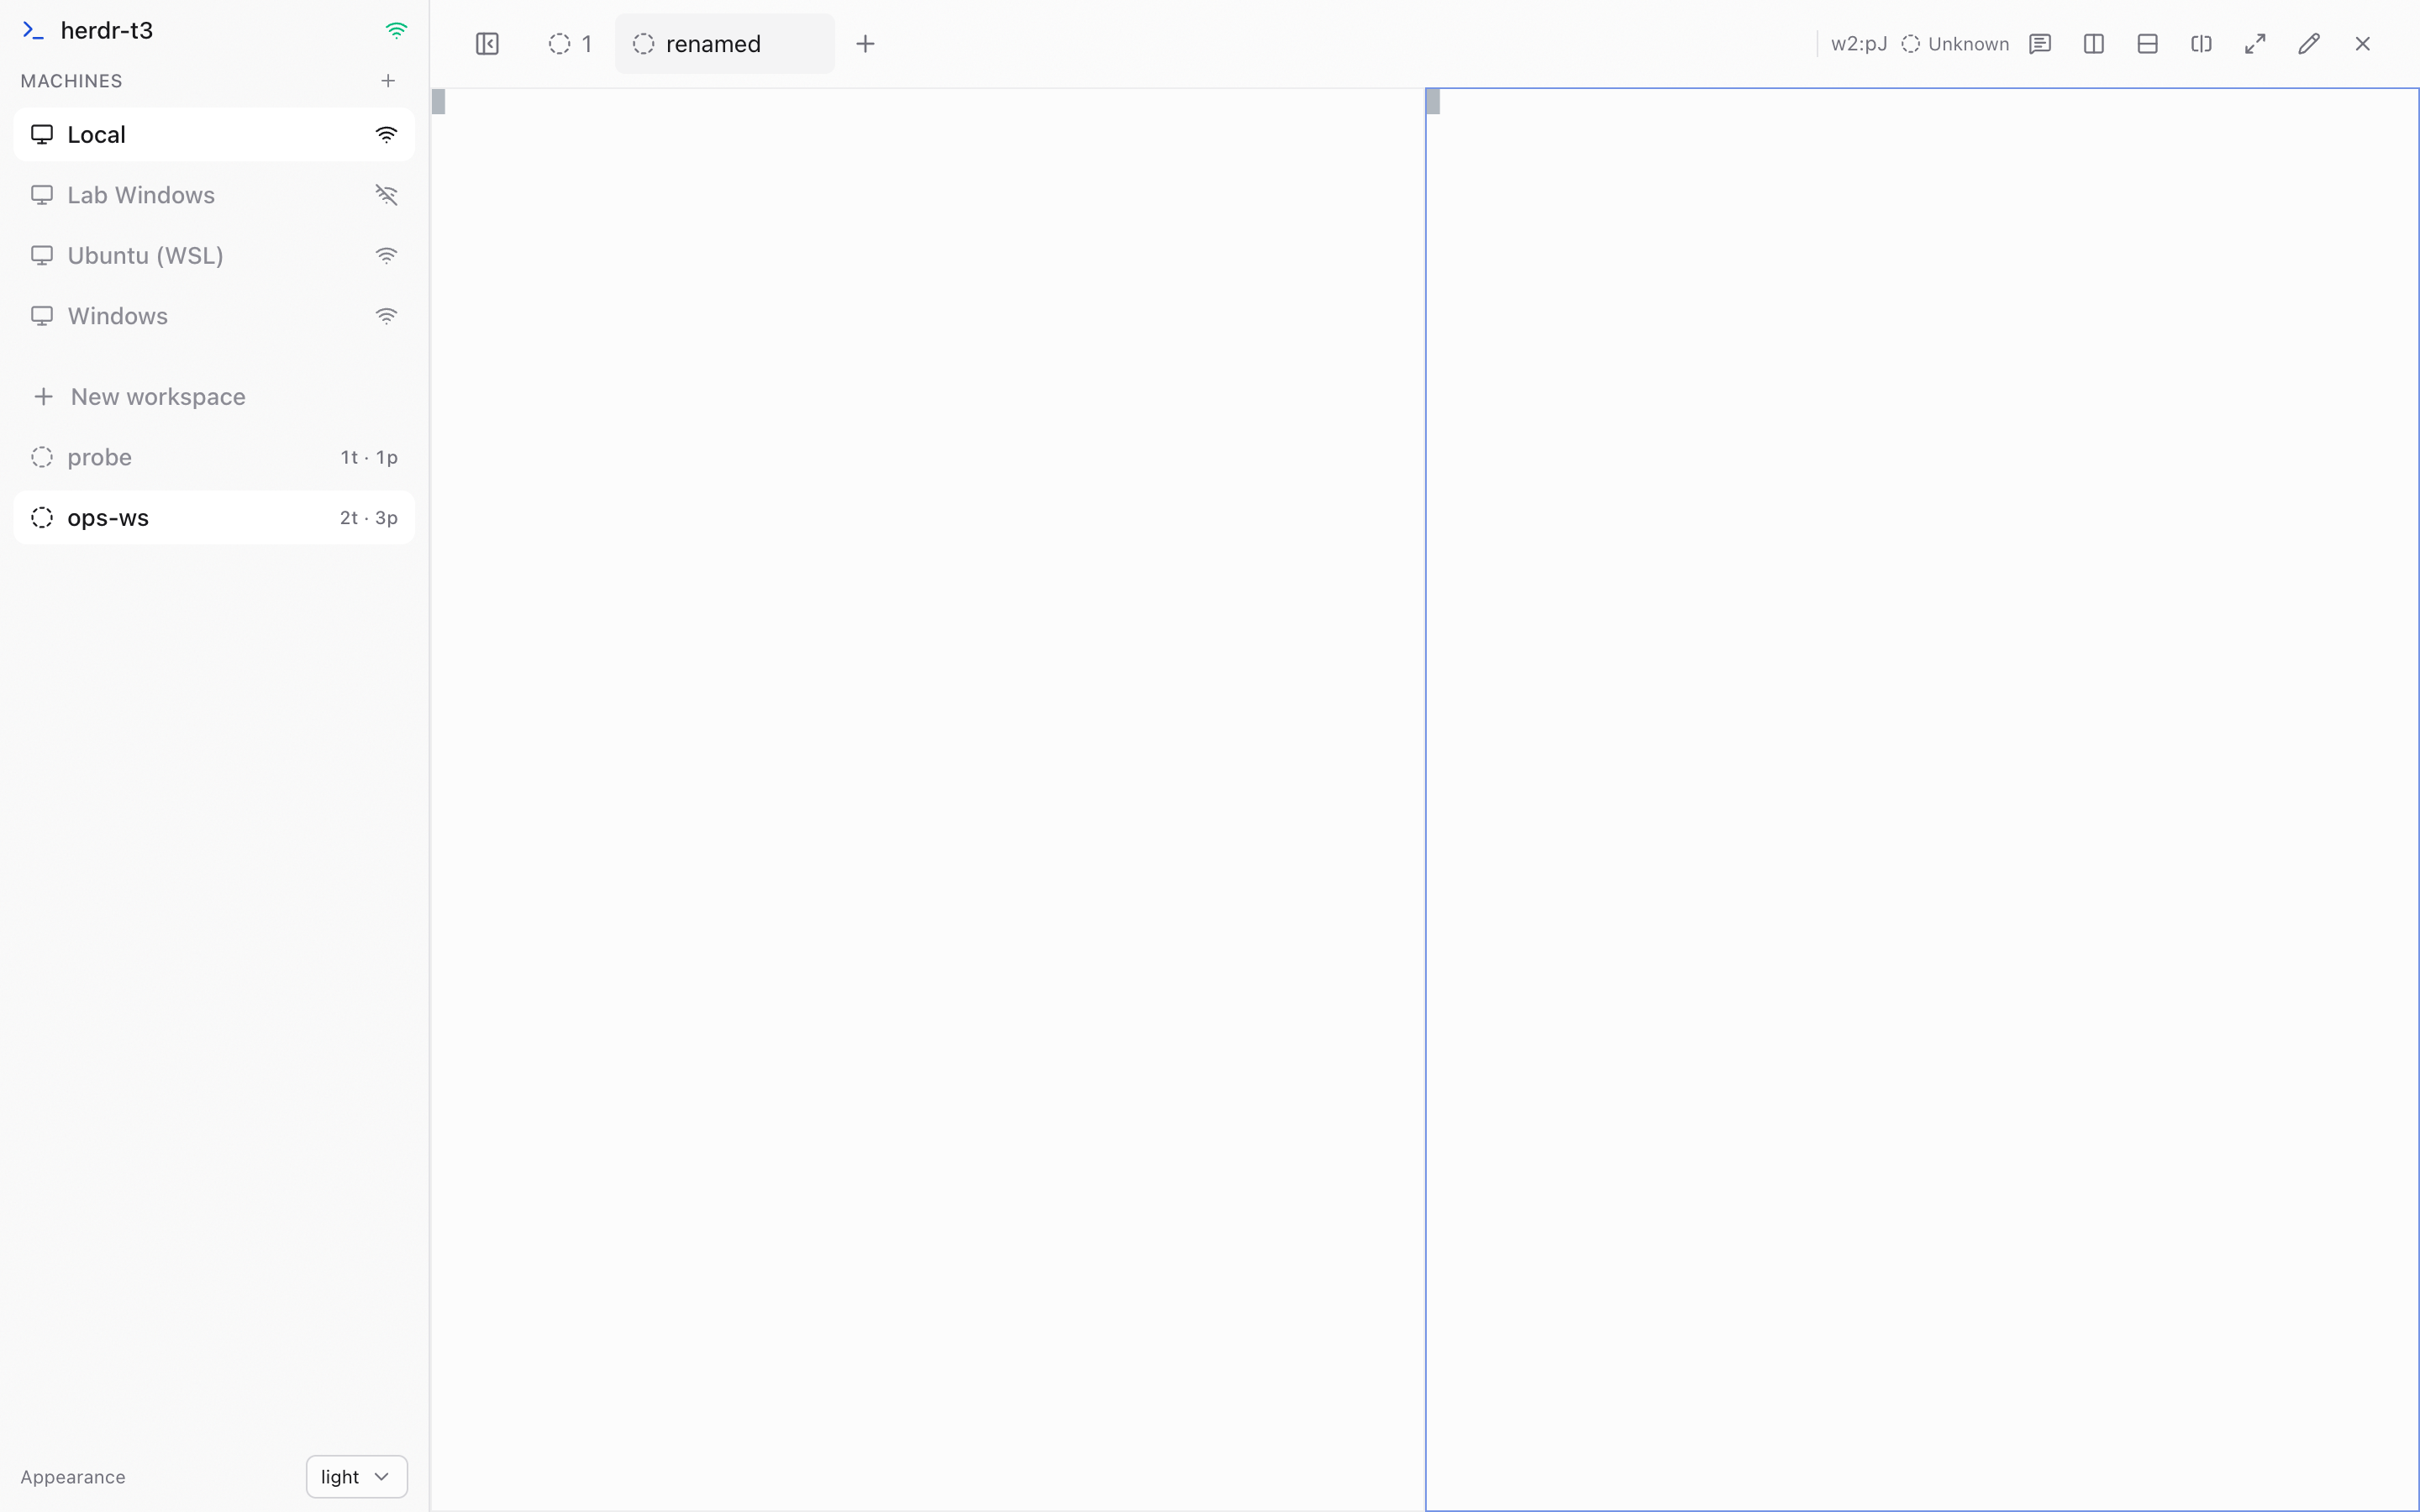 herdr-t3
MACHINES
Local
Lab Windows
Ubuntu (WSL)
Windows
New workspace
probe 1t · 1p
ops-ws 2t · 3p
Appearance light
1 renamed w2:pJ Unknown